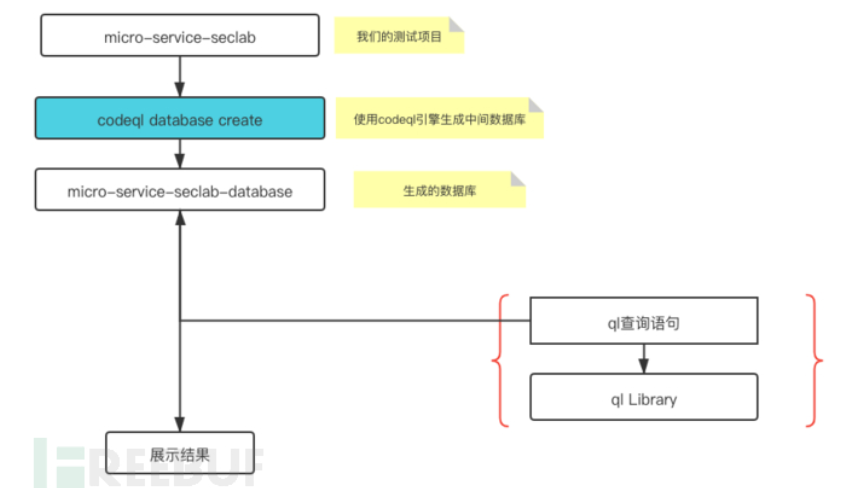 micro-service-seclab
我们的测试项目
codeql database create
使用codeql引擎生成中间数据库
micro-service-seclab-database
生成的数据库
ql查询语句
ql Library
展示结果
FREEBUF